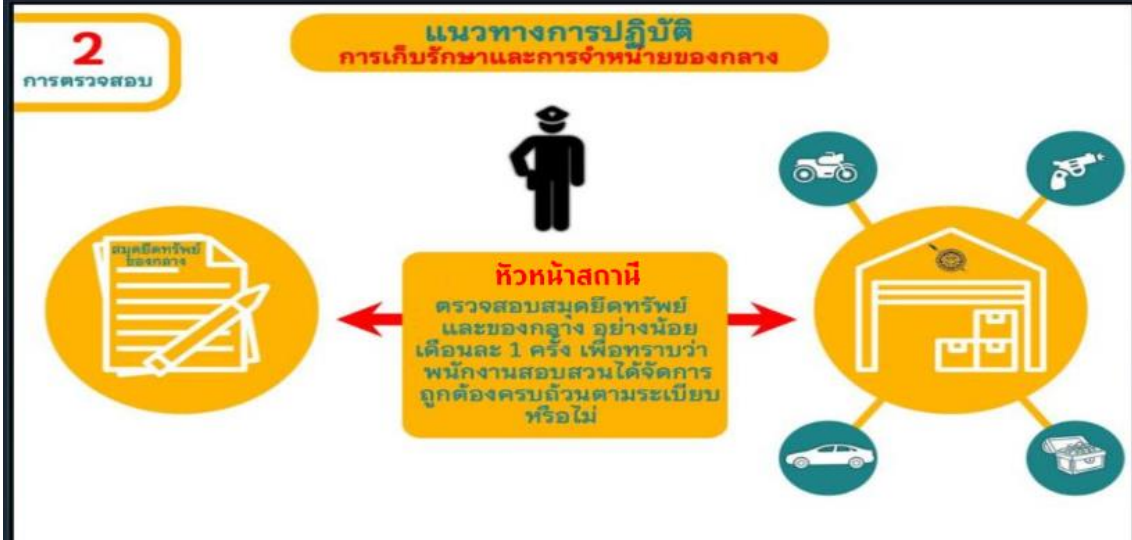 2
การตรวจสอบ
แนวทางการปฏิบัติ
การเก็บรักษาและการจำหน่ายของกลาง
สมุดยึดทรัพย์
ของกลาง
หัวหน้าสถานี
ตรวจสอบสมุดยึดทรัพย์
และของกลาง อย่างน้อย
เดือนละ 1 ครั้ง เพื่อทราบว่า
พนักงานสอบสวนได้จัดการ
ถูกต้องครบถ้วนตามระเบียบ
หรือไม่